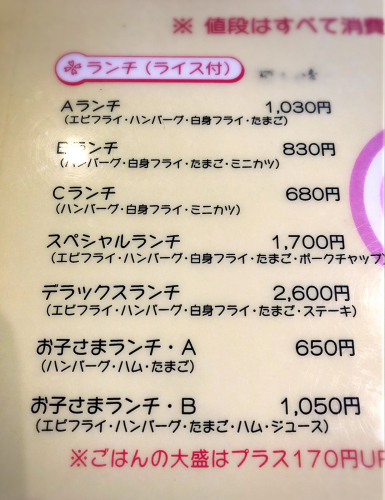 ※ 値段はすべて消費
ランチ(ライス付)
Aランチ 1,030円
(エビフライ・ハンバーグ・白身フライ・たまご)
Bランチ 830円
(ハンバーグ・白身フライ・たまご・ミニカツ)
Cランチ 680円
(ハンバーグ・白身フライ・ミニカツ)
スペシャルランチ 1,700円
(エビフライ・ハンバーグ・白身フライ・たまご・ポークチャップ)
デラックスランチ 2,600円
(エビフライ・ハンバーグ・白身フライ・たまご・ステーキ)
お子さまランチ・A 650円
(ハンバーグ・ハム・たまご)
お子さまランチ・B 1,050円
(エビフライ・ハンバーグ・たまご・ハム・ジュース)
※ごはんの大盛はプラス170円UP